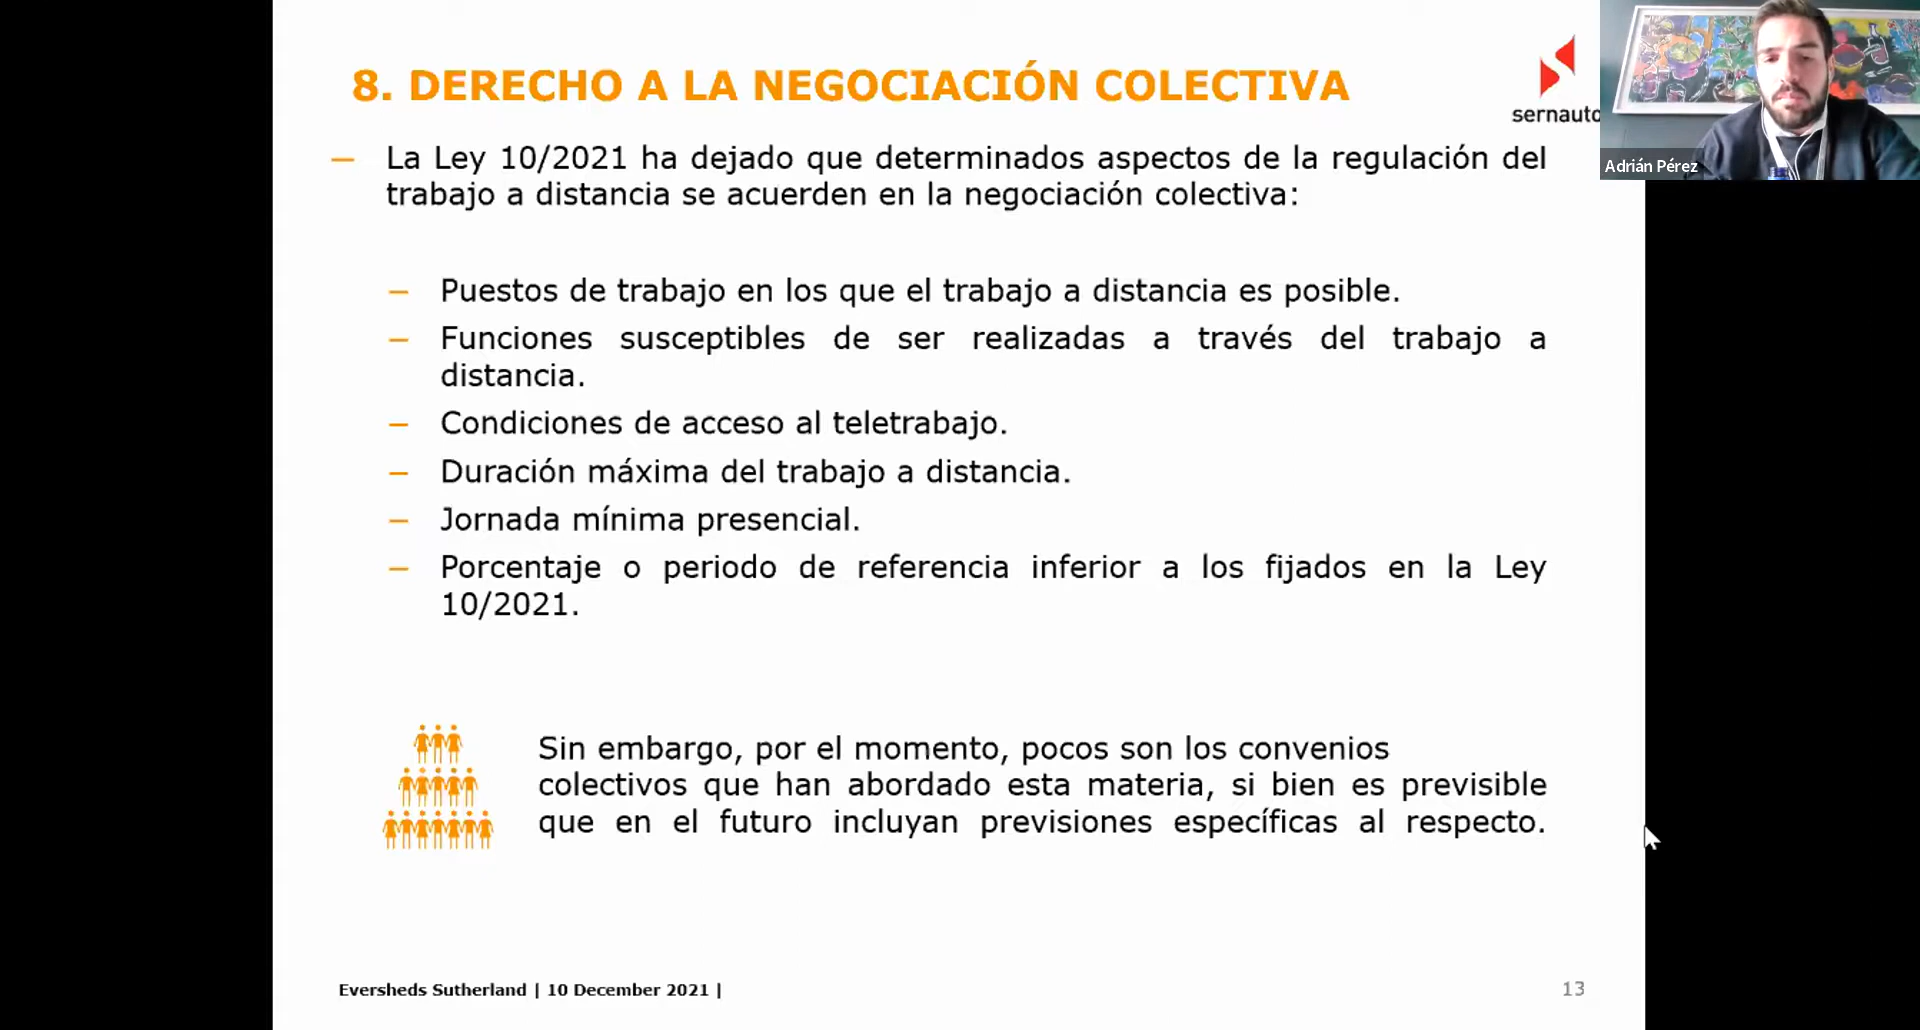 8. DERECHO A LA NEGOCIACIÓN COLECTIVA
sernauto
Adrián Pérez
– La Ley 10/2021 ha dejado que determinados aspectos de la regulación del
trabajo a distancia se acuerden en la negociación colectiva:
– Puestos de trabajo en los que el trabajo a distancia es posible.
– Funciones susceptibles de ser realizadas a través del trabajo a
distancia.
– Condiciones de acceso al teletrabajo.
– Duración máxima del trabajo a distancia.
– Jornada mínima presencial.
– Porcentaje o periodo de referencia inferior a los fijados en la Ley
10/2021.
Sin embargo, por el momento, pocos son los convenios
colectivos que han abordado esta materia, si bien es previsible
que en el futuro incluyan previsiones específicas al respecto.
Eversheds Sutherland | 10 December 2021 |
13